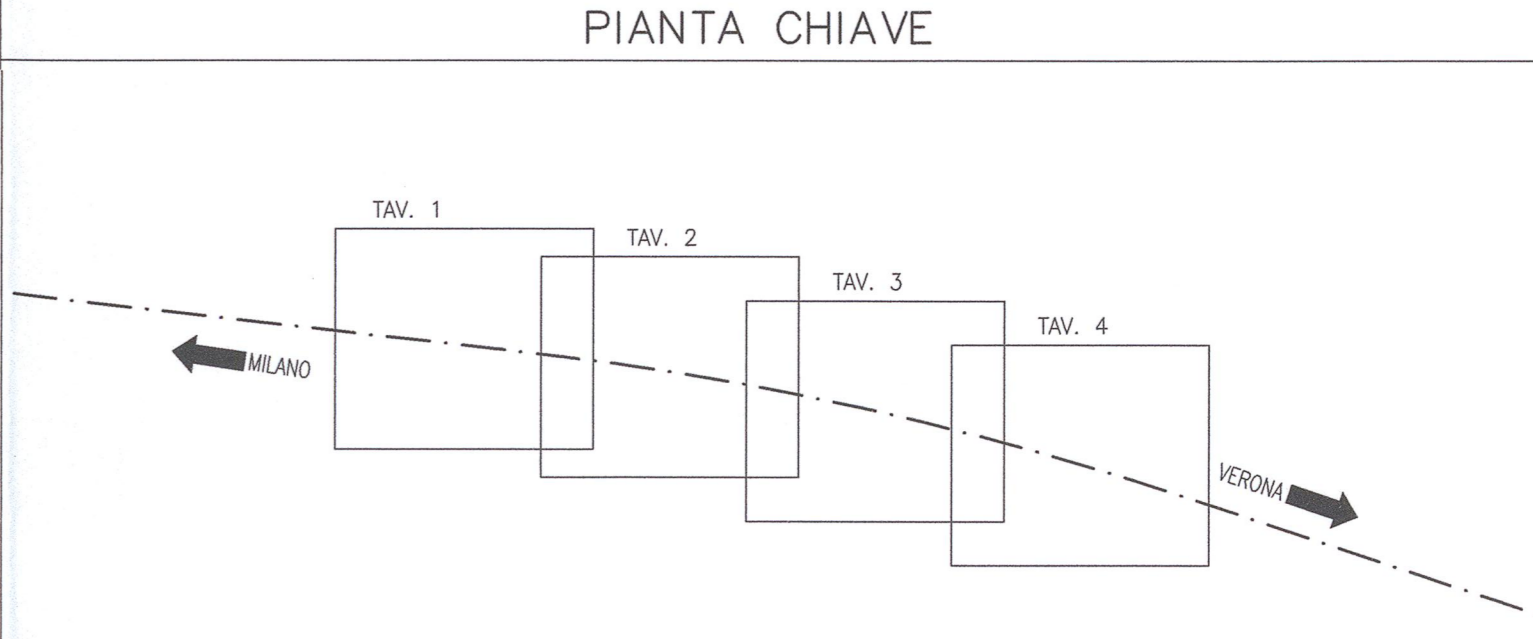 PIANTA CHIAVE
TAV. 1
TAV. 2
TAV. 3
TAV. 4
MILANO
VERONA